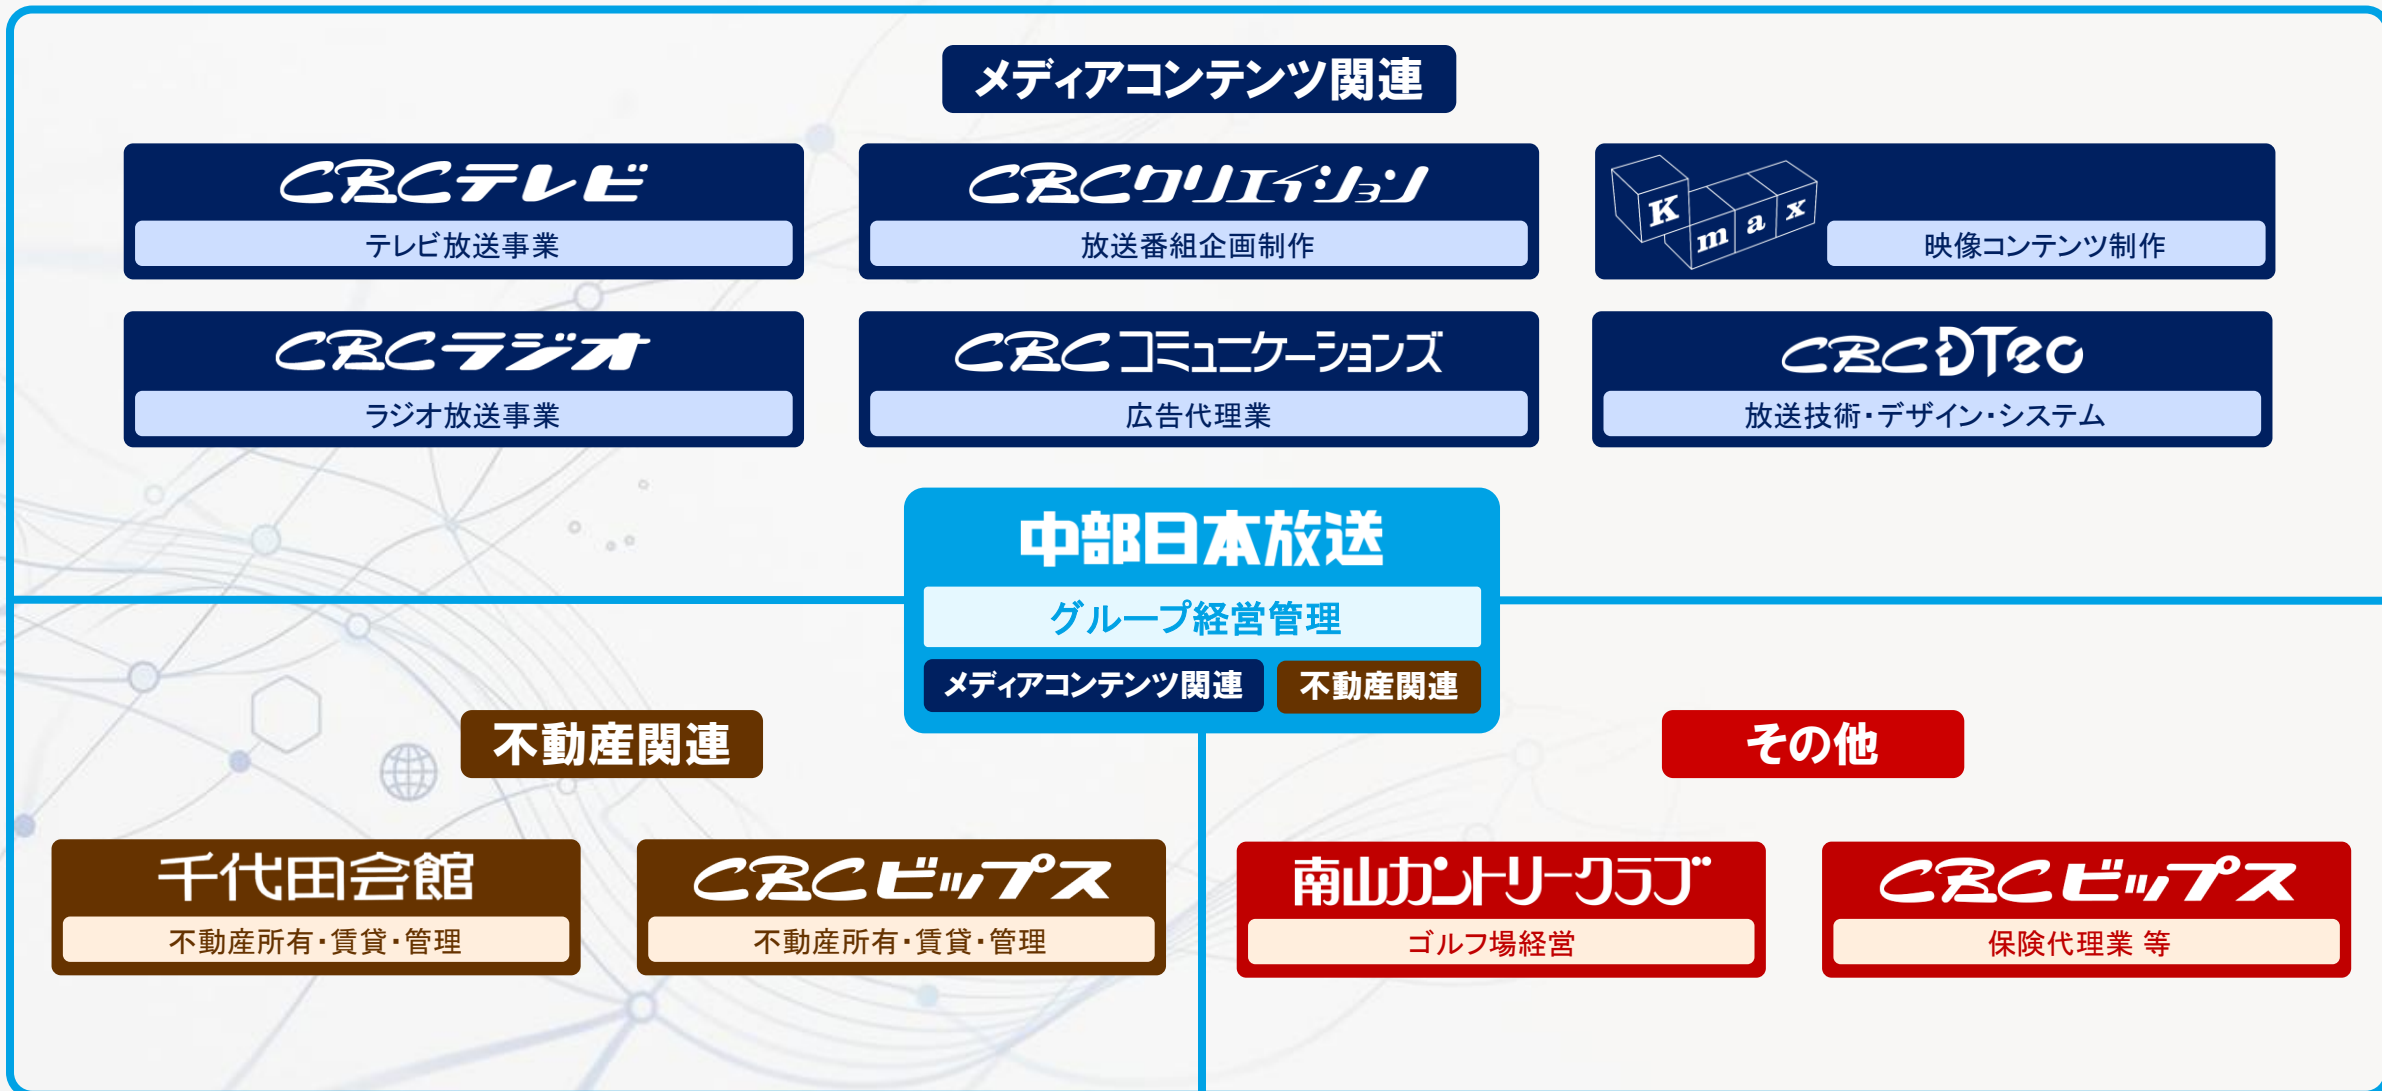 メディアコンテンツ関連
CBCテレビ
テレビ放送事業
CBCクリエイション
放送番組企画制作
K max
映像コンテンツ制作
CBCラジオ
ラジオ放送事業
CBCコミュニケーションズ
広告代理業
CBC DTec
放送技術・デザイン・システム
中部日本放送
グループ経営管理
メディアコンテンツ関連
不動産関連
不動産関連
千代田会館
不動産所有・賃貸・管理
CBCビップス
不動産所有・賃貸・管理
その他
南山カントリークラブ
ゴルフ場経営
CBCビップス
保険代理業 等